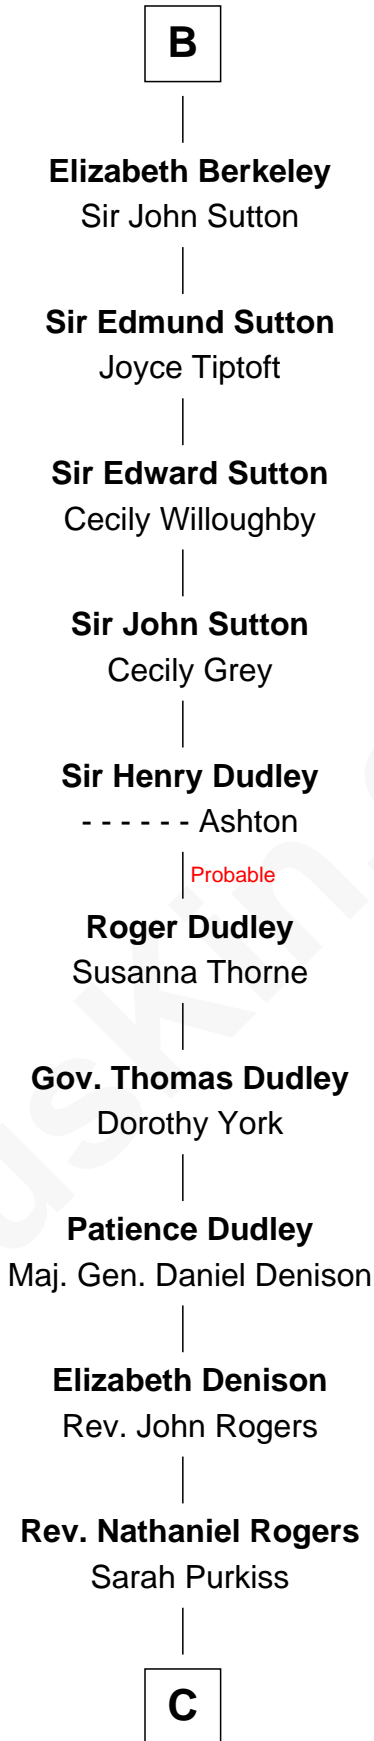 B
Elizabeth Berkeley
Sir John Sutton
Sir Edmund Sutton
Joyce Tiptoft
Sir Edward Sutton
Cecily Willoughby
Sir John Sutton
Cecily Grey
Sir Henry Dudley
- - - - - - Ashton
Probable
Roger Dudley
Susanna Thorne
Gov. Thomas Dudley
Dorothy York
Patience Dudley
Maj. Gen. Daniel Denison
Elizabeth Denison
Rev. John Rogers
Rev. Nathaniel Rogers
Sarah Purkiss
C